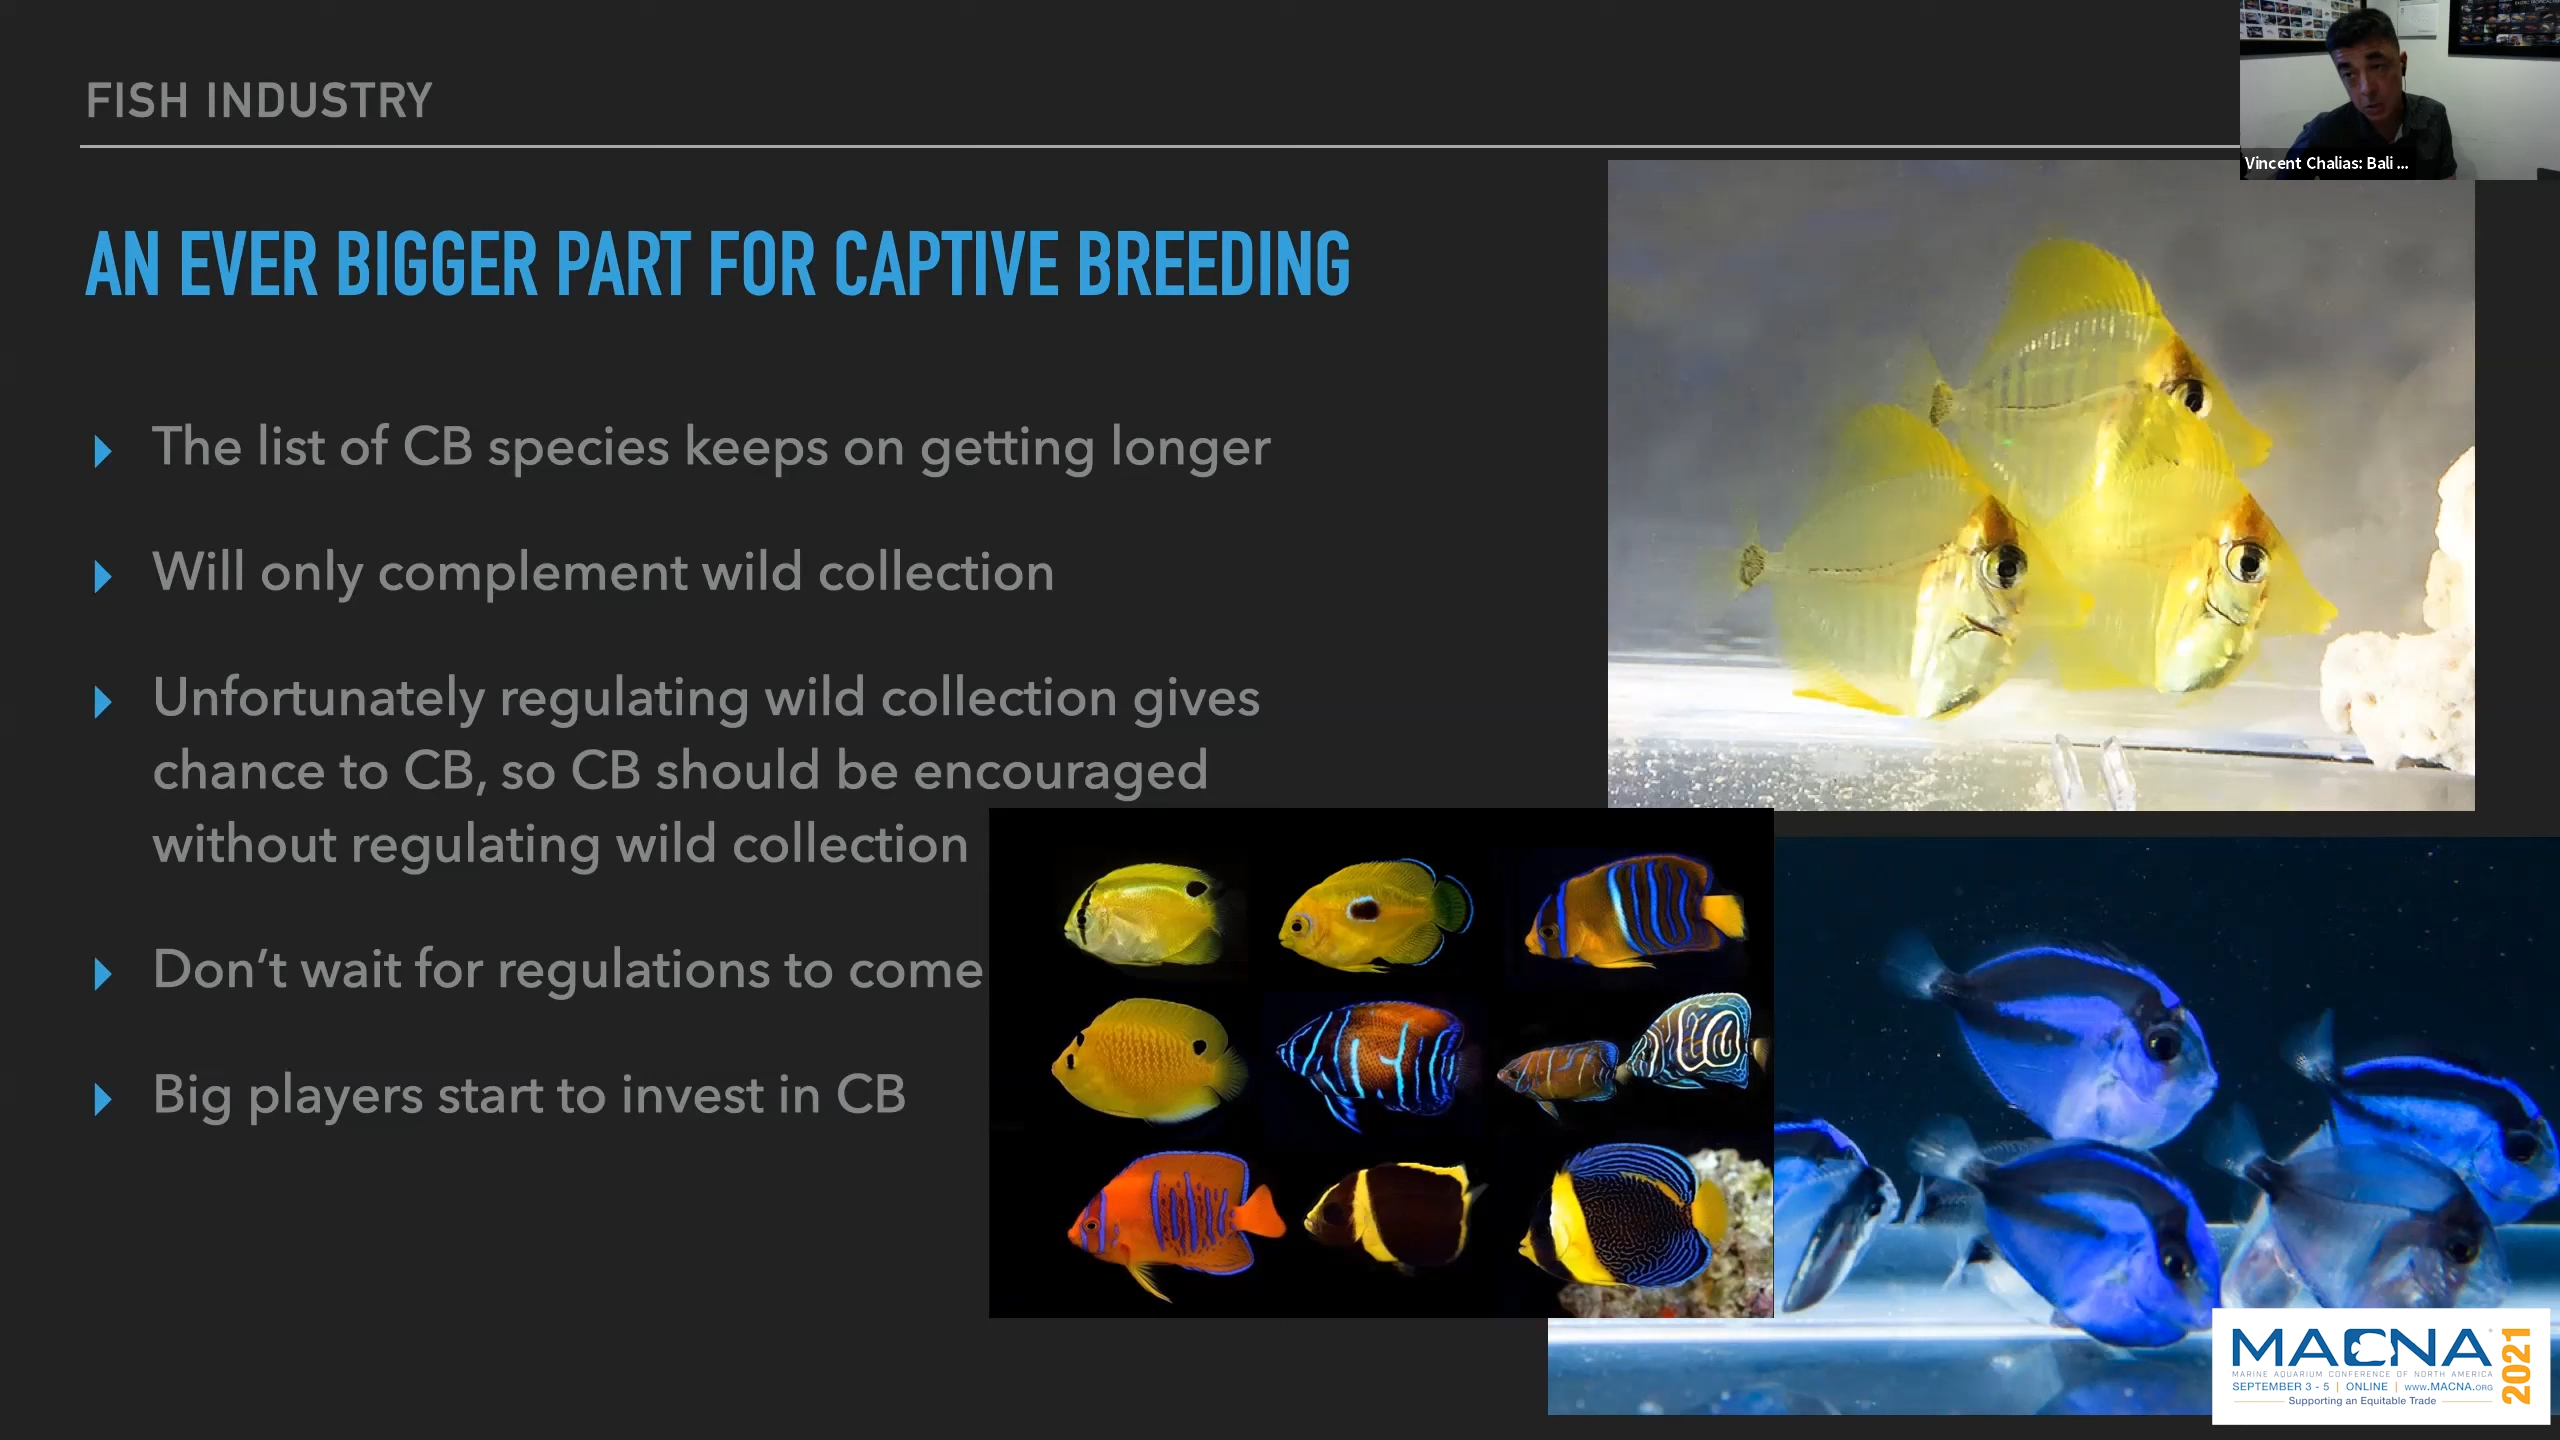 FISH INDUSTRY
Vincent Chalias: Bali ...
AN EVER BIGGER PART FOR CAPTIVE BREEDING
The list of CB species keeps on getting longer
Will only complement wild collection
Unfortunately regulating wild collection gives
chance to CB, so CB should be encouraged
without regulating wild collection
Don’t wait for regulations to come
Big players start to invest in CB
MACNA
2021
MARINE AQUARIUM CONFERENCE OF NORTH AMERICA
SEPTEMBER 3 - 5 | ONLINE | www.MACNA.org
Supporting an Equitable Trade